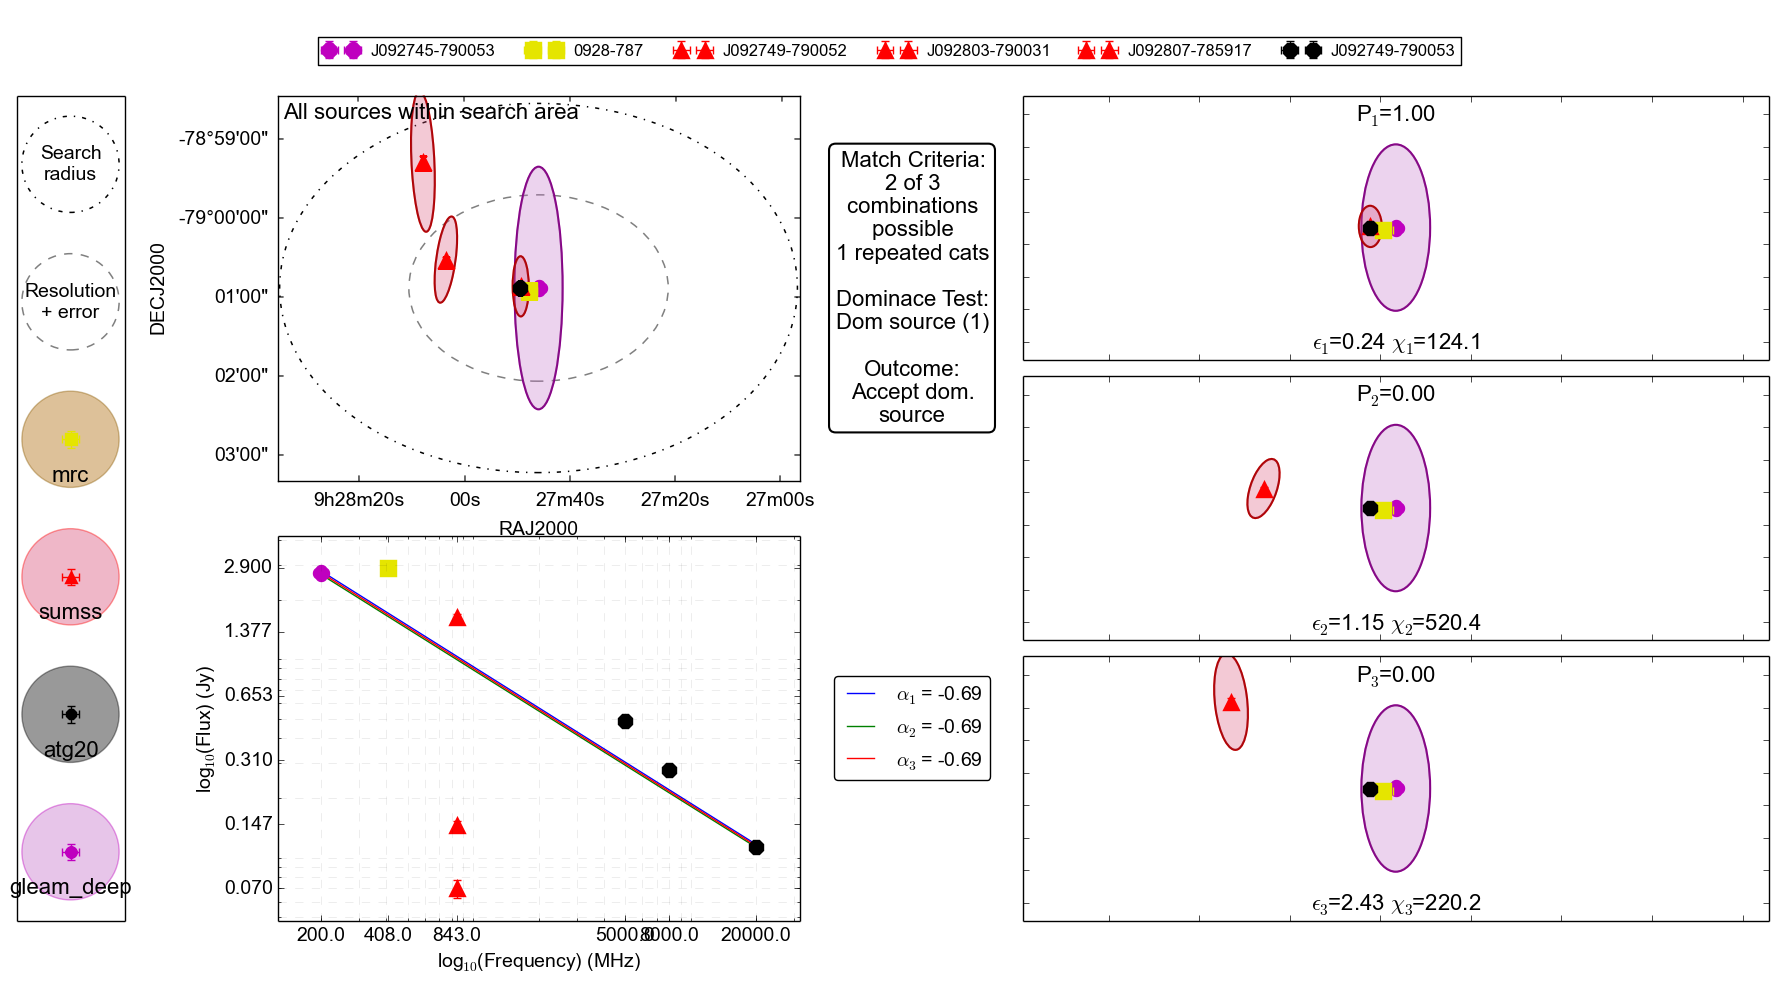 J092745-790053 0928-787 J092749-790052 J092803-790031 J092807-785917 J092749-790053
Search
radius
Resolution
+ error
mrc
sumss
atg20
gleam_deep
All sources within search area
DECJ2000
-78°59'00"
-79°00'00"
01'00"
02'00"
03'00"
9h28m20s 00s 27m40s 27m20s 27m00s
RAJ2000
log10(Flux) (Jy)
2.900
1.377
0.653
0.310
0.147
0.070
200.0 408.0 843.0 5000.0 8000.0 20000.0
log10(Frequency) (MHz)
Match Criteria:
2 of 3
combinations
possible
1 repeated cats
Dominace Test:
Dom source (1)
Outcome:
Accept dom.
source
α1 = -0.69
α2 = -0.69
α3 = -0.69
P1=1.00
ϵ1=0.24 χ1=124.1
P2=0.00
ϵ2=1.15 χ2=520.4
P3=0.00
ϵ3=2.43 χ3=220.2